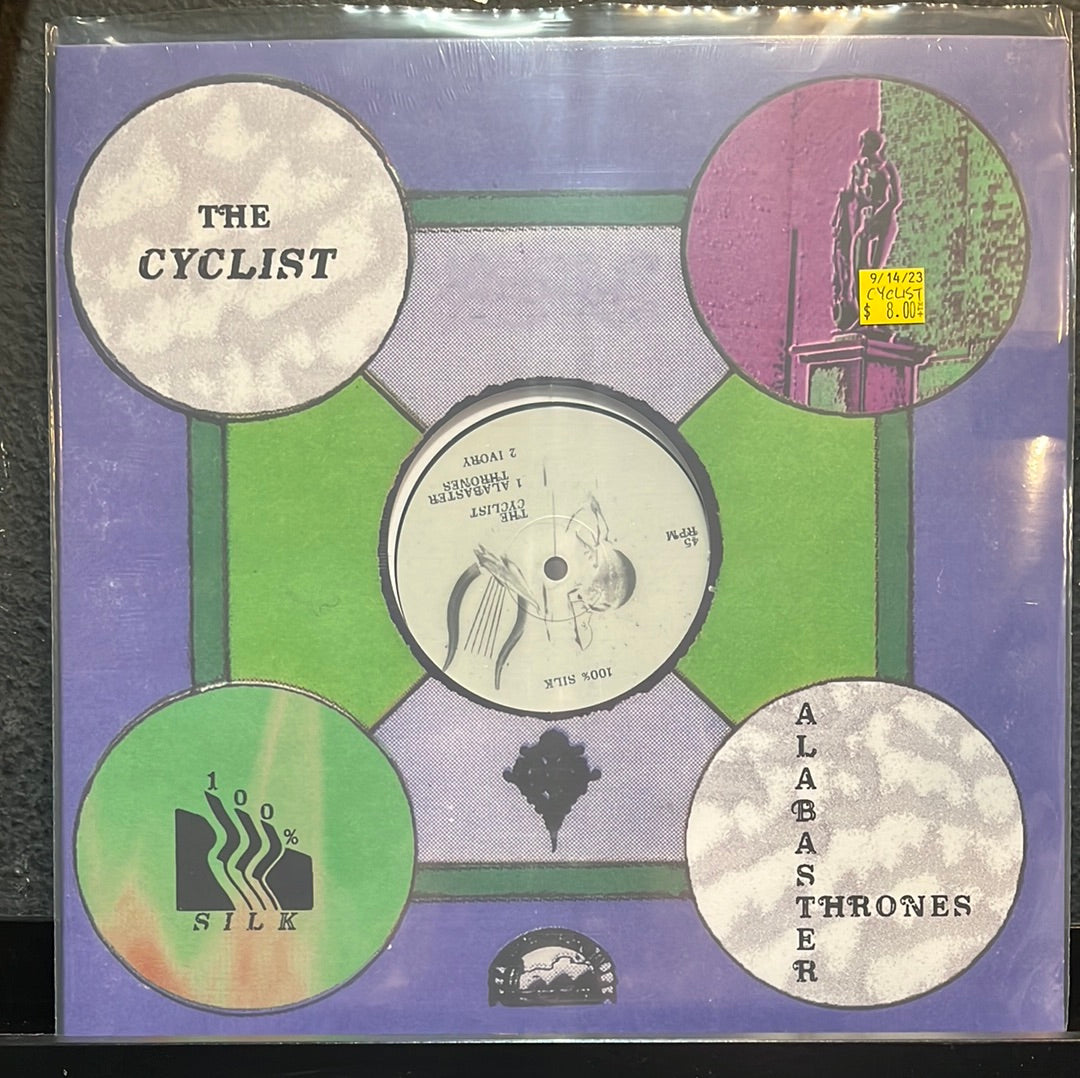 THE
CYCLIST
9/14/23
CYCLIST
$ 8.00
THE
CYCLIST
1 ALABASTER
THRONES
2 IVORY
45
RPM
100% SILK
100%
SILK
ALABASTER
THRONES